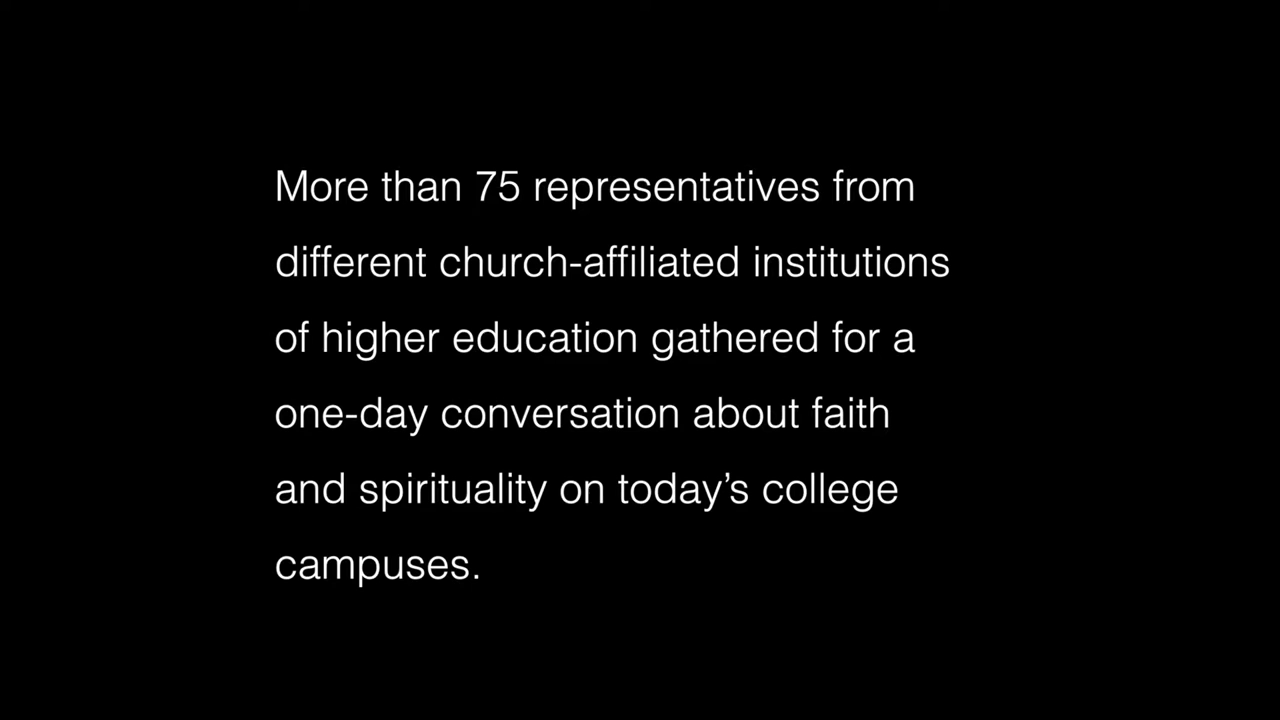 More than 75 representatives from
different church-affiliated institutions
of higher education gathered for a
one-day conversation about faith
and spirituality on today’s college
campuses.